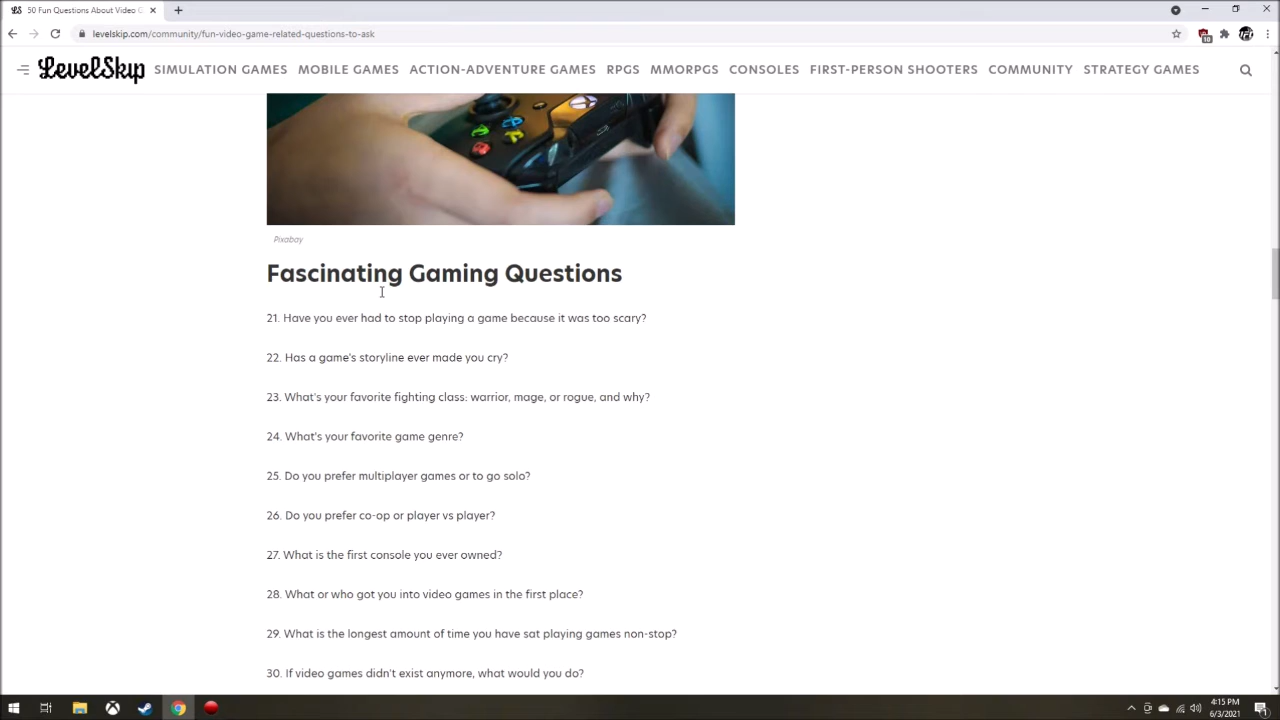 50 Fun Questions About Video G
levelskip.com/community/fun-video-game-related-questions-to-ask
10
LevelSkip SIMULATION GAMES MOBILE GAMES ACTION-ADVENTURE GAMES RPGS MMORPGS CONSOLES FIRST-PERSON SHOOTERS COMMUNITY STRATEGY GAMES
Pixabay
Fascinating Gaming Questions
21. Have you ever had to stop playing a game because it was too scary?
22. Has a game's storyline ever made you cry?
23. What's your favorite fighting class: warrior, mage, or rogue, and why?
24. What's your favorite game genre?
25. Do you prefer multiplayer games or to go solo?
26. Do you prefer co-op or player vs player?
27. What is the first console you ever owned?
28. What or who got you into video games in the first place?
29. What is the longest amount of time you have sat playing games non-stop?
30. If video games didn't exist anymore, what would you do?
4:15 PM
6/3/2021
1